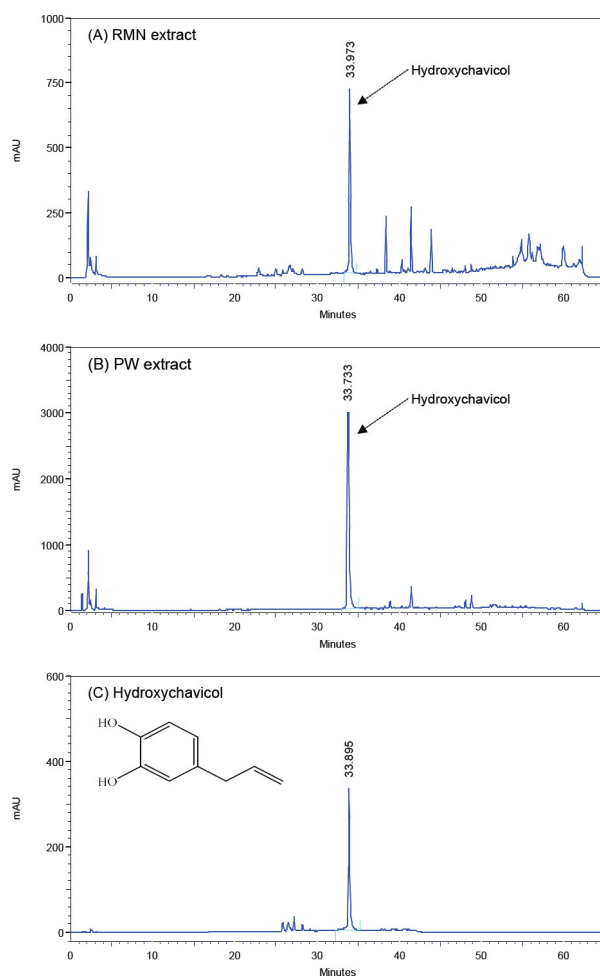 (A) RMN extract
33.973
Hydroxychavicol
1000
750
500
250
0
mAU
0 10 20 30 40 50 60
Minutes
(B) PW extract
33.733
Hydroxychavicol
4000
3000
2000
1000
0
mAU
0 10 20 30 40 50 60
Minutes
(C) Hydroxychavicol
HO
HO
33.895
600
400
200
0
mAU
0 10 20 30 40 50 60
Minutes